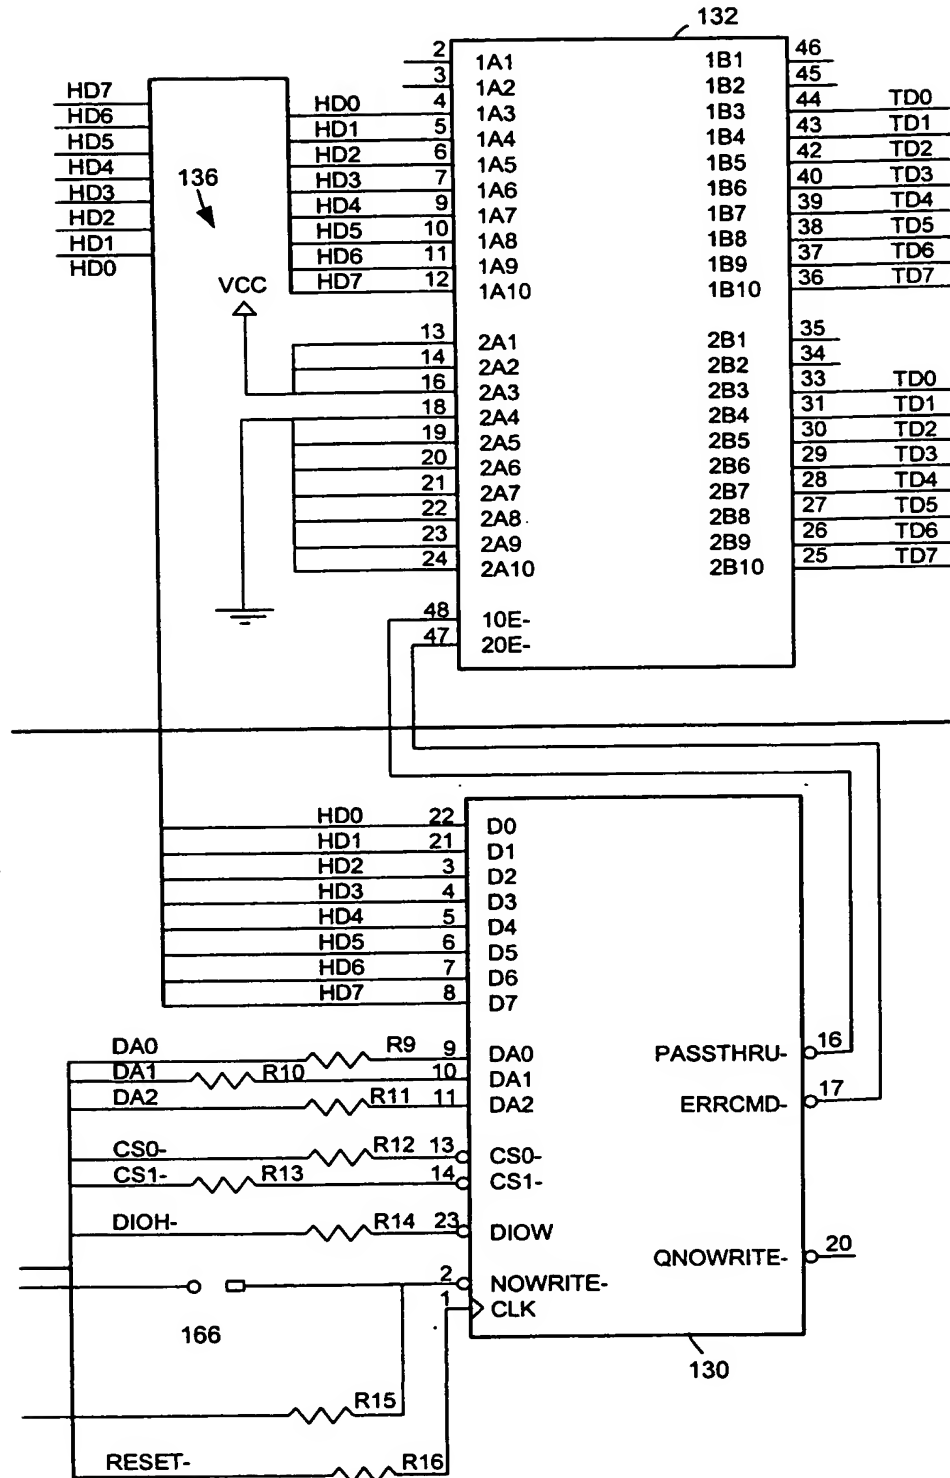 132
2 1A1 1B1 46
3 1A2 1B2 45
HD7 HD0 4 1A3 1B3 44 TD0
HD6 HD1 5 1A4 1B4 43 TD1
HD5 HD2 6 1A5 1B5 42 TD2
HD4 HD3 7 1A6 1B6 40 TD3
HD3 136 HD4 9 1A7 1B7 39 TD4
HD2 HD5 10 1A8 1B8 38 TD5
HD1 HD6 11 1A9 1B9 37 TD6
HD0 HD7 12 1A10 1B10 36 TD7
VCC
13 2A1 2B1 35
14 2A2 2B2 34
16 2A3 2B3 33 TD0
18 2A4 2B4 31 TD1
19 2A5 2B5 30 TD2
20 2A6 2B6 29 TD3
21 2A7 2B7 28 TD4
22 2A8 2B8 27 TD5
23 2A9 2B9 26 TD6
24 2A10 2B10 25 TD7
48 10E-
47 20E-
HD0 22 D0
HD1 21 D1
HD2 3 D2
HD3 4 D3
HD4 5 D4
HD5 6 D5
HD6 7 D6
HD7 8 D7
DA0 R9 9 DA0 PASSTHRU- 16
DA1 R10 10 DA1
DA2 R11 11 DA2 ERRCMD- 17
CS0- R12 13 CS0-
CS1- R13 14 CS1-
DIOH- R14 23 DIOW
QNOWRITE- 20
2 NOWRITE-
1 CLK
166
130
R15
RESET- R16